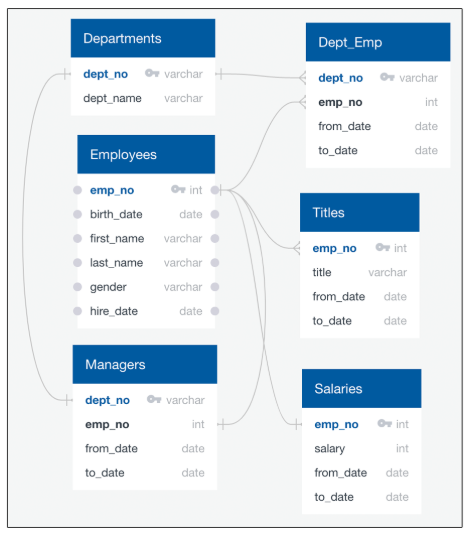 Departments
dept_no varchar
dept_name varchar
Dept_Emp
dept_no varchar
emp_no int
from_date date
to_date date
Employees
emp_no int
birth_date date
first_name varchar
last_name varchar
gender varchar
hire_date date
Titles
emp_no int
title varchar
from_date date
to_date date
Managers
dept_no varchar
emp_no int
from_date date
to_date date
Salaries
emp_no int
salary int
from_date date
to_date date